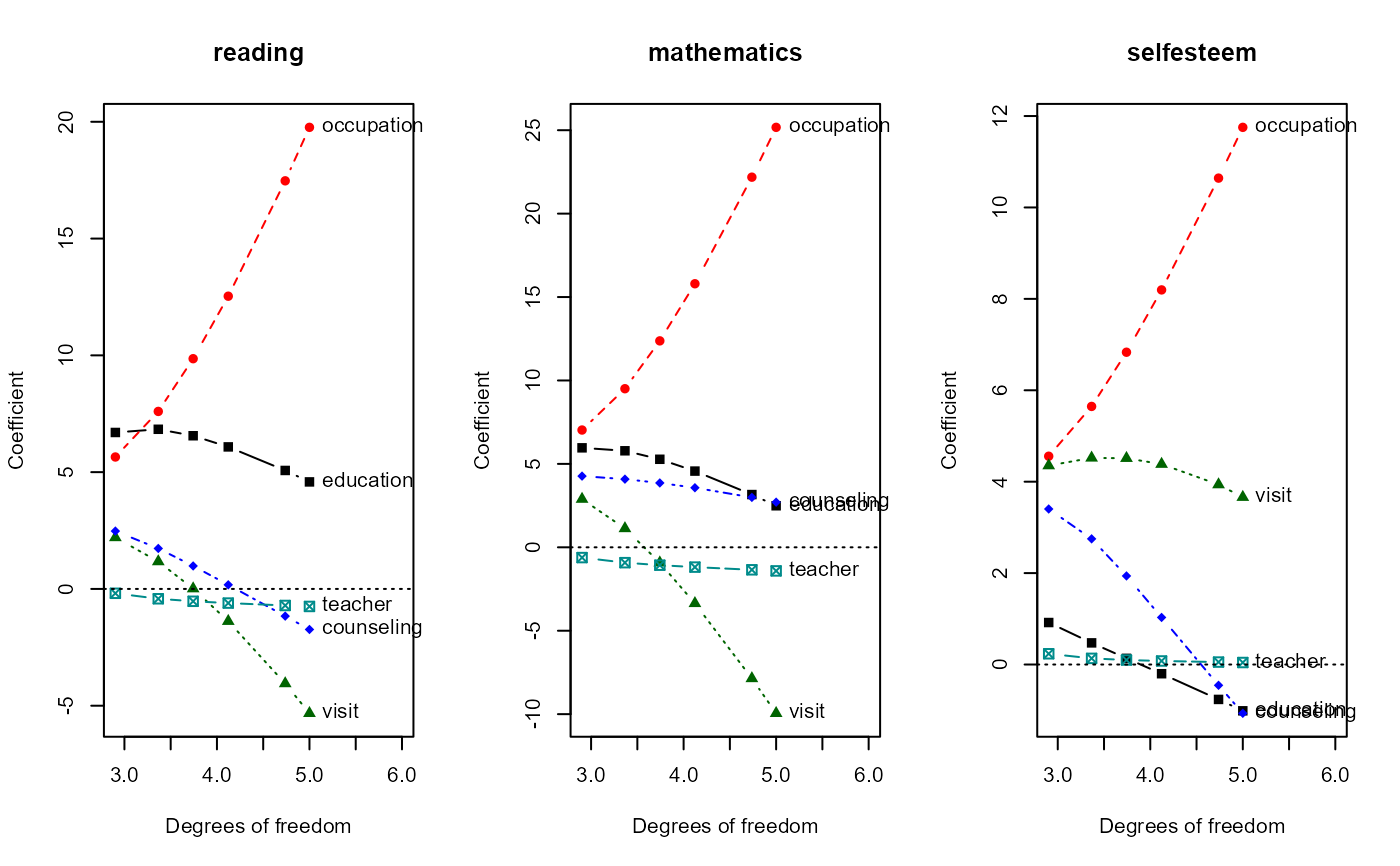 reading
Coefficient
20
15
10
5
0
-5
occupation
education
teacher
counseling
visit
3.0 4.0 5.0 6.0
Degrees of freedom
mathematics
Coefficient
25
20
15
10
5
0
-5
-10
occupation
counseling
education
teacher
visit
3.0 4.0 5.0 6.0
Degrees of freedom
selfesteem
Coefficient
12
10
8
6
4
2
0
occupation
visit
teacher
education
counseling
3.0 4.0 5.0 6.0
Degrees of freedom